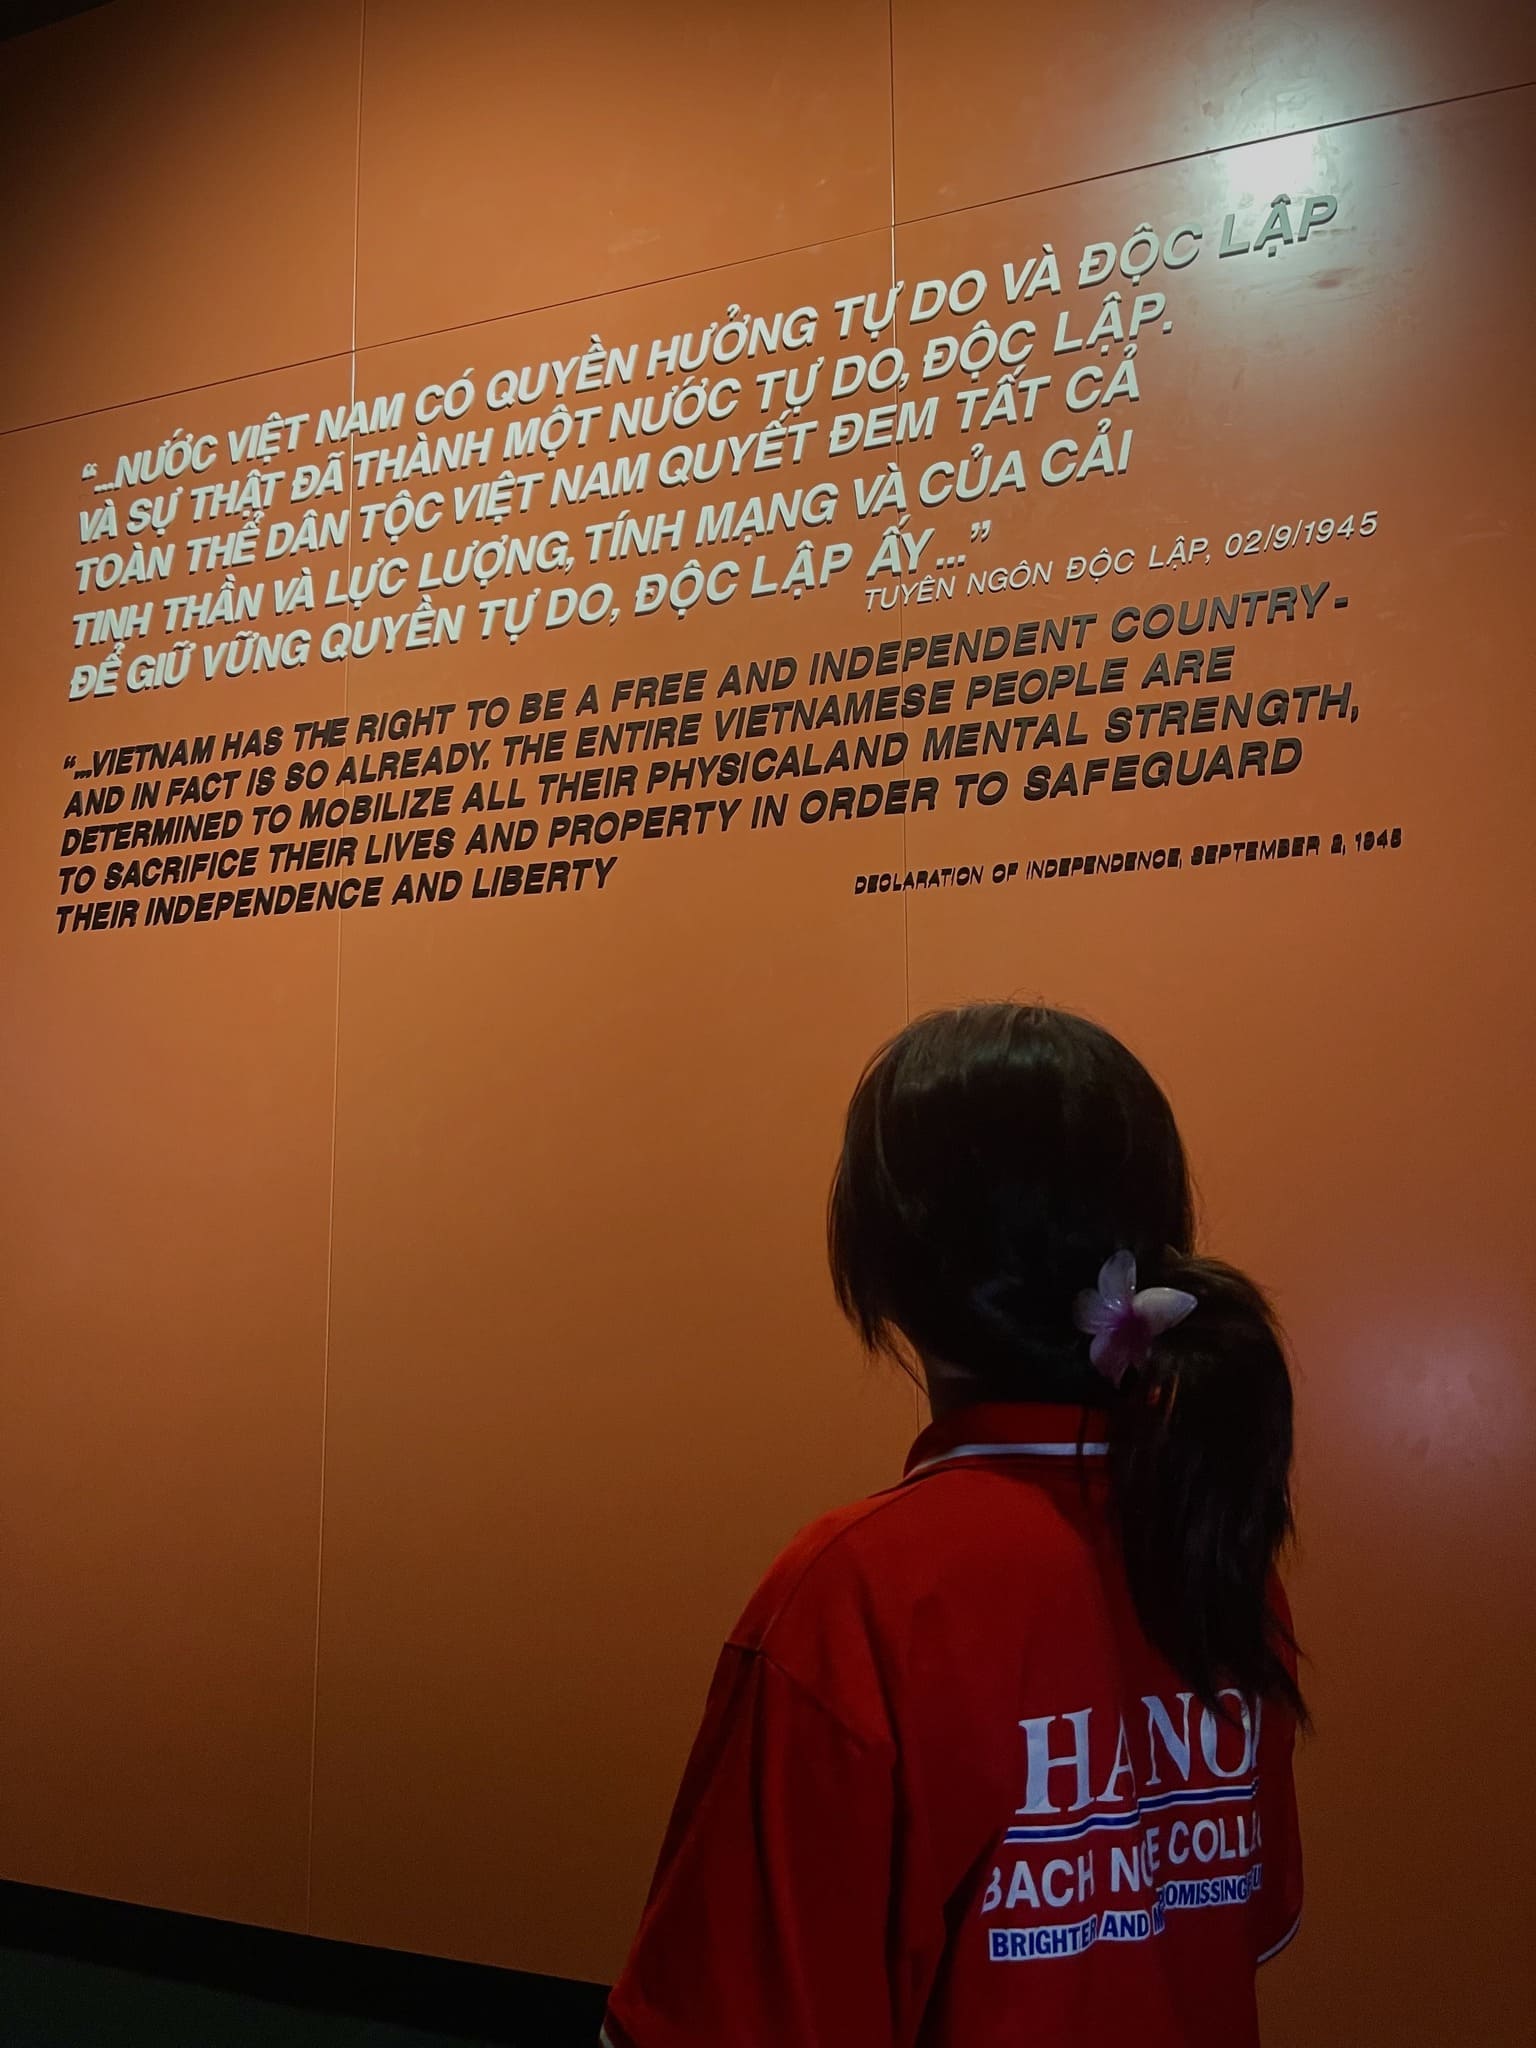 “...NƯỚC VIỆT NAM CÓ QUYỀN HƯỞNG TỰ DO VÀ ĐỘC LẬP
VÀ SỰ THẬT ĐÃ THÀNH MỘT NƯỚC TỰ DO, ĐỘC LẬP.
TOÀN THỂ DÂN TỘC VIỆT NAM QUYẾT ĐEM TẤT CẢ
TINH THẦN VÀ LỰC LƯỢNG, TÍNH MẠNG VÀ CỦA CẢI
ĐỂ GIỮ VỮNG QUYỀN TỰ DO, ĐỘC LẬP ẤY...”
TUYÊN NGÔN ĐỘC LẬP, 02/9/1945
“...VIETNAM HAS THE RIGHT TO BE A FREE AND INDEPENDENT COUNTRY-
AND IN FACT IS SO ALREADY. THE ENTIRE VIETNAMESE PEOPLE ARE
DETERMINED TO MOBILIZE ALL THEIR PHYSICALAND MENTAL STRENGTH,
TO SACRIFICE THEIR LIVES AND PROPERTY IN ORDER TO SAFEGUARD
THEIR INDEPENDENCE AND LIBERTY
DECLARATION OF INDEPENDENCE, SEPTEMBER 2, 1945
HANOI
BACH
BRIGHTER AND